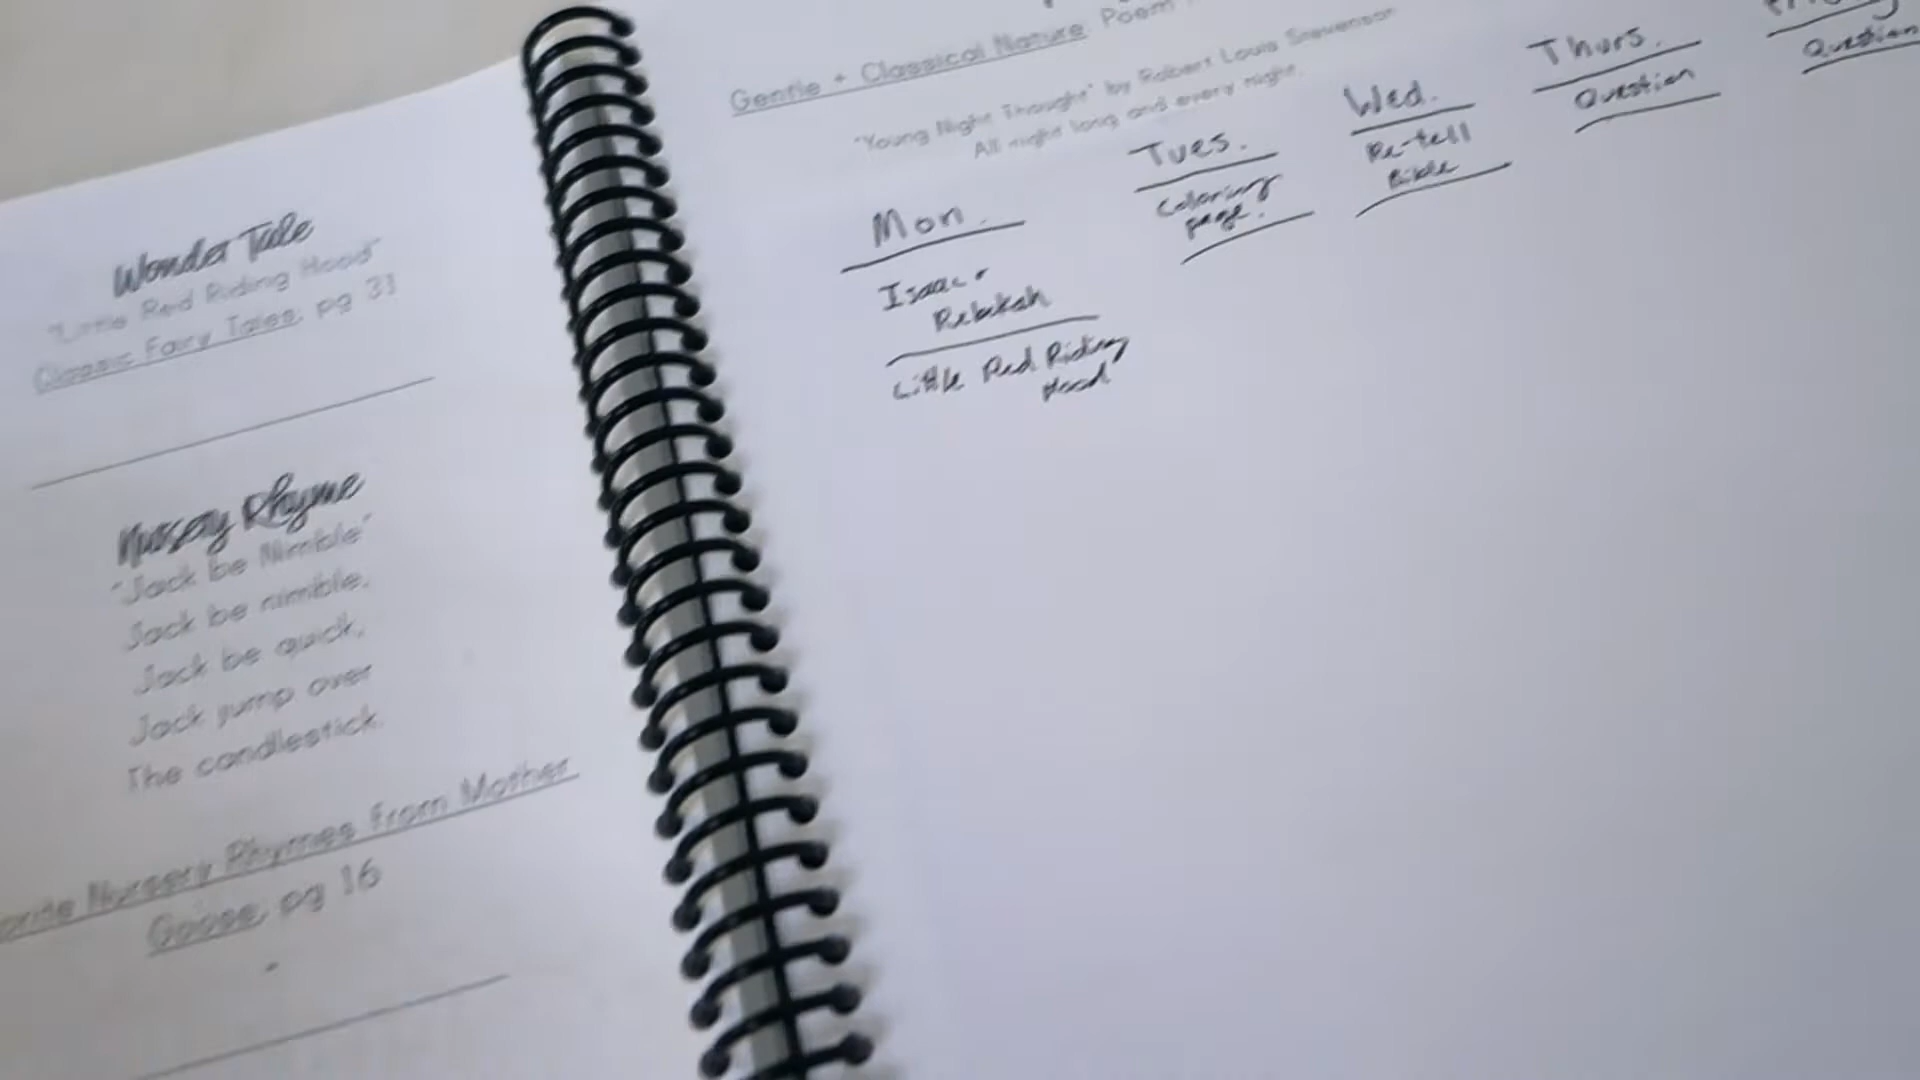 Wonder Tale
"Little Red Riding Hood"
Classic Fairy Tales, pg 33
Nursery Rhyme
"Jack be Nimble"
Jack be nimble,
Jack be quick,
Jack jump over
The candlestick.
Nursery Rhymes From Mother
Goose, pg 16
Gentle + Classical Nature Poem
"Young Night Thought" by Robert Louis Stevenson
All night long and every night,
Mon.
Isaac &
Rebekah
Little Red Riding
Hood
Tues.
Coloring
page.
Wed.
Re-tell
Bible
Thurs.
Question
Question